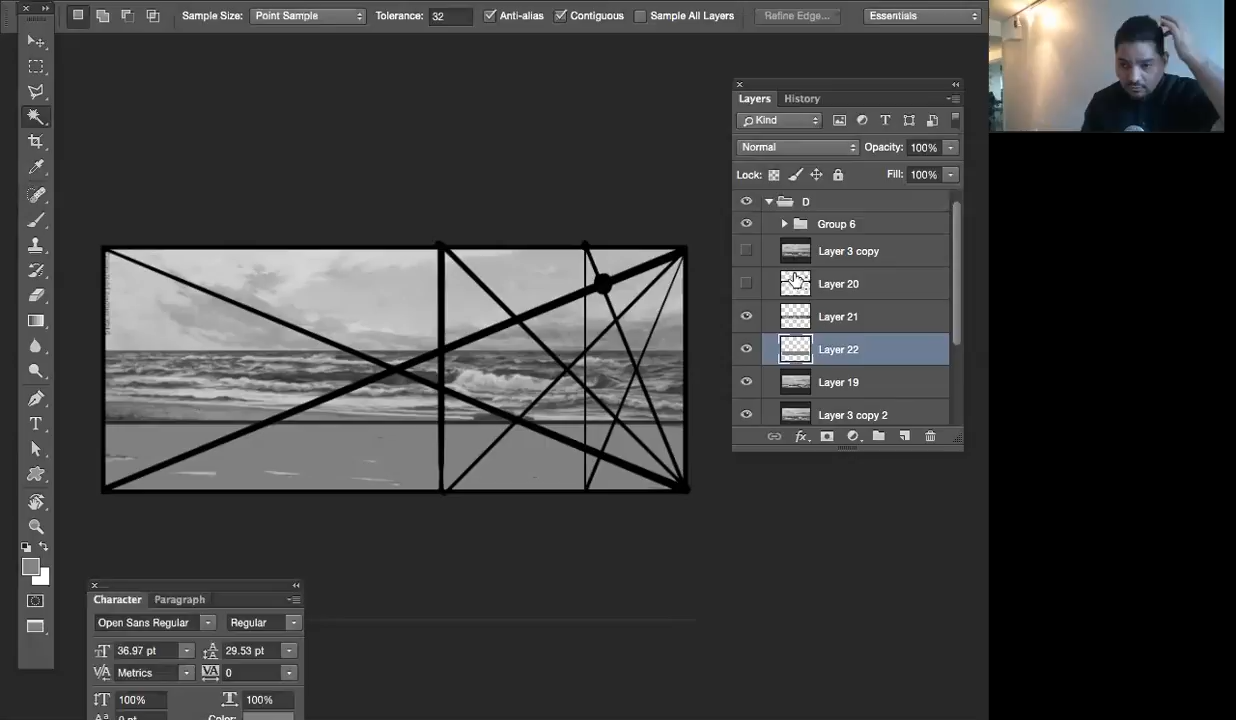 Sample Size: Point Sample Tolerance: 32 Anti-alias Contiguous Sample All Layers Refine Edge... Essentials
Layers History
Kind
Normal Opacity: 100%
Lock: Fill: 100%
D
Group 6
Layer 3 copy
Layer 20
Layer 21
Layer 22
Layer 19
Layer 3 copy 2
Character Paragraph
Open Sans Regular Regular
36.97 pt 29.53 pt
Metrics 0
100% 100%
0 pt Color: